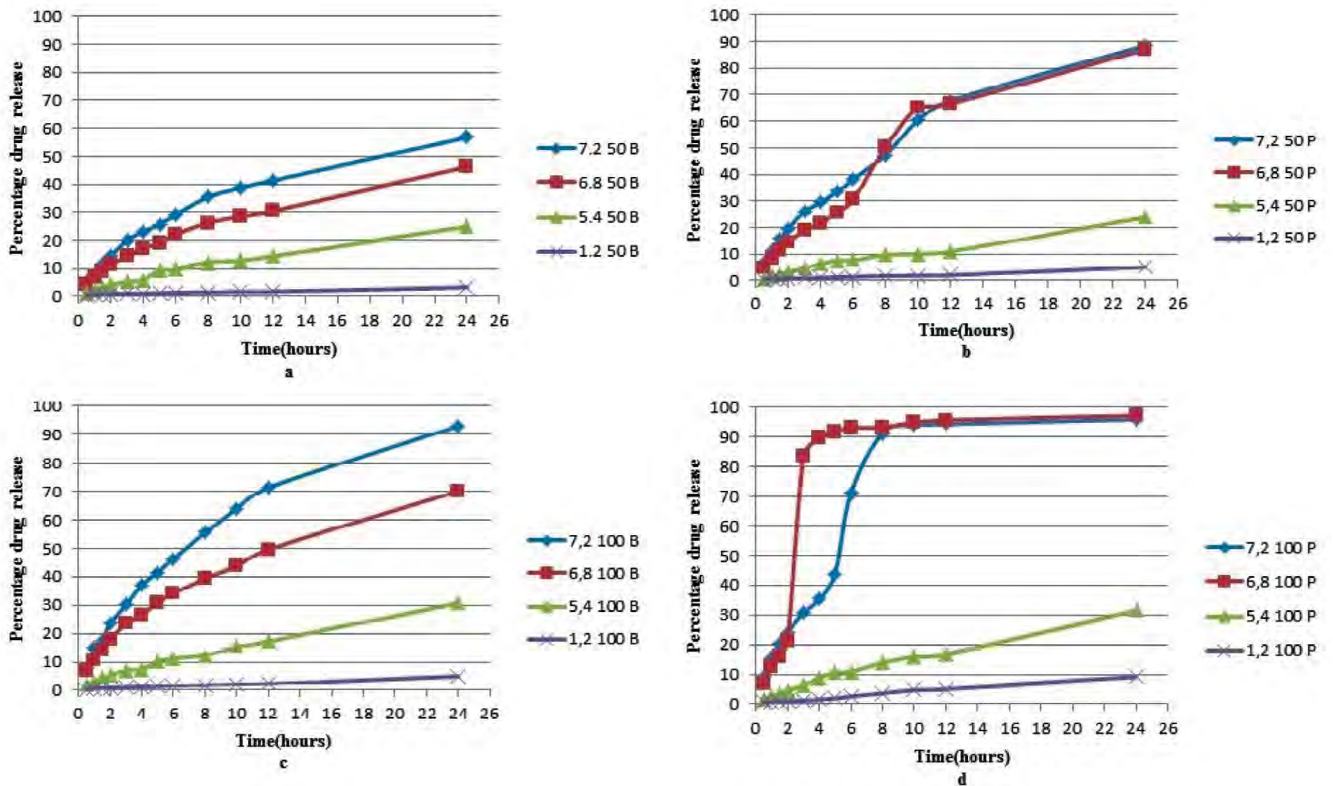 100
90
80
70
60
50
40
30
20
10
0
Percentage drug release
0 2 4 6 8 10 12 14 16 18 20 22 24 26
Time(hours)
a
7.2 50 B
6,8 50 B
5,4 50 B
1.2 50 B
100
90
80
70
60
50
40
30
20
10
0
Percentage drug release
0 2 4 6 8 10 12 14 16 18 20 22 24 26
Time(hours)
b
7,2 50 P
6,8 50 P
5,4 50 P
1,2 50 P
100
90
80
70
60
50
40
30
20
10
0
Percentage drug release
0 2 4 6 8 10 12 14 16 18 20 22 24 26
Time(hours)
c
7,2 100 B
6,8 100 B
5,4 100 B
1,2 100 B
100
90
80
70
60
50
40
30
20
10
0
Percentage drug release
0 2 4 6 8 10 12 14 16 18 20 22 24 26
Time(hours)
d
7,2 100 P
6,8 100 P
5,4 100 P
1,2 100 P